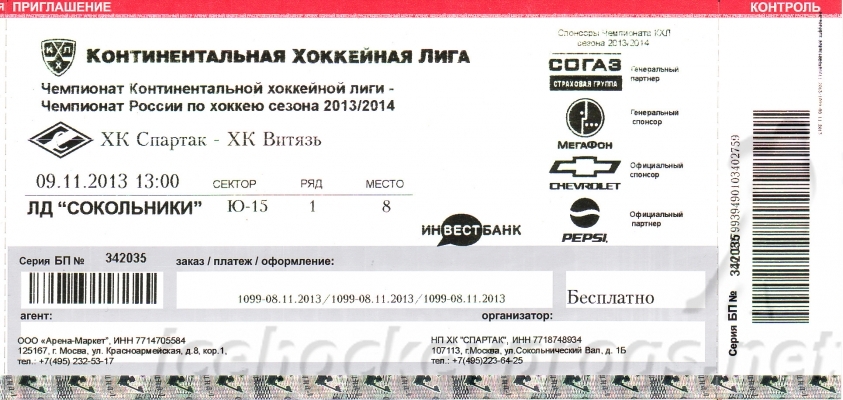 ПРИГЛАШЕНИЕ
КОНТРОЛЬ
КХЛ
КОНТИНЕНТАЛЬНАЯ ХОККЕЙНАЯ ЛИГА
Чемпионат Континентальной хоккейной лиги -
Чемпионат России по хоккею сезона 2013/2014
ХК Спартак - ХК Витязь
09.11.2013 13:00
СЕКТОР РЯД МЕСТО
ЛД "СОКОЛЬНИКИ" Ю-15 1 8
ИНВЕСТБАНК
Спонсоры Чемпионата КХЛ
сезона 2013/2014
СОГАЗ
СТРАХОВАЯ ГРУППА
Генеральный
партнер
МЕГАФОН
Генеральный
спонсор
CHEVROLET
Официальный
спонсор
PEPSI
Официальный
партнер
Серия БП № 342035
заказ / платеж / оформление:
1099-08.11.2013/1099-08.11.2013/1099-08.11.2013
Бесплатно
агент:
ООО «Арена-Маркет», ИНН 7714705584
125167, г. Мосва, ул. Красноармейская, д.8, кор.1,
тел.: +7(495) 232-53-17
организатор:
НП ХК "СПАРТАК", ИНН 7718748934
107113, г.Москва, ул.Сокольнический Вал, д. 1Б
тел.: +7(495)223-64-25
Серия БП № 342035